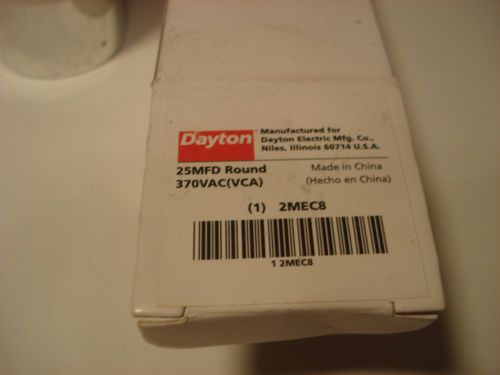 Dayton
Manufactured for
Dayton Electric Mfg. Co.,
Niles, Illinois 60714 U.S.A.
25MFD Round
370VAC(VCA)
Made in China
(Hecho en China)
(1) 2MEC8
1 2MEC8